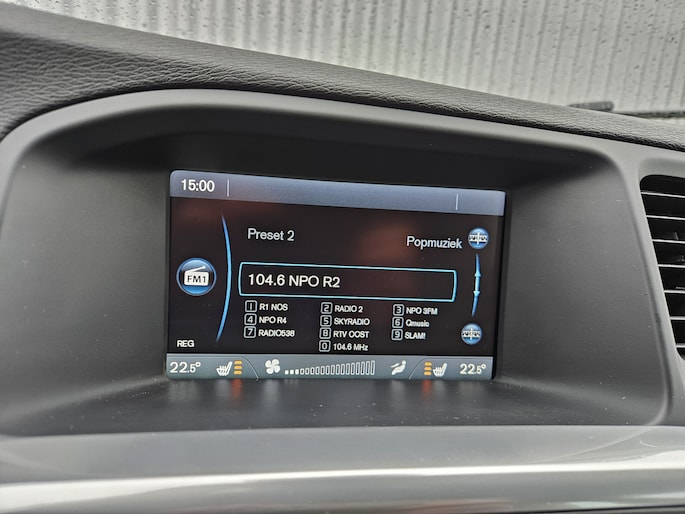 15:00
Preset 2
Popmuziek
FM1
104.6 NPO R2
1 R1 NOS 2 RADIO 2 3 NPO 3FM
4 NPO R4 5 SKYRADIO 6 Qmusic
7 RADIO538 8 RTV OOST 9 SLAM!
0 104.6 MHz
REG
22.5° 22.5°